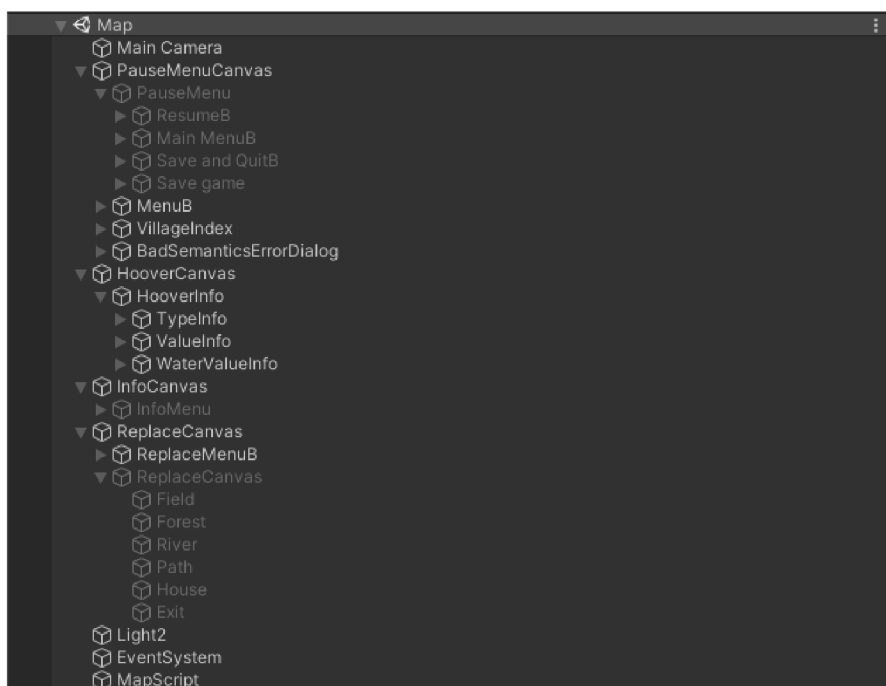 Map
Main Camera
PauseMenuCanvas
PauseMenu
ResumeB
Main MenuB
Save and QuitB
Save game
MenuB
VillageIndex
BadSemanticsErrorDialog
HooverCanvas
HooverInfo
TypeInfo
ValueInfo
WaterValueInfo
InfoCanvas
InfoMenu
ReplaceCanvas
ReplaceMenuB
ReplaceCanvas
Field
Forest
River
Path
House
Exit
Light2
EventSystem
MapScript